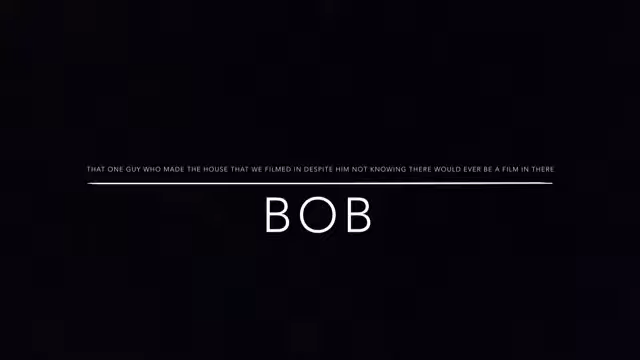 THAT ONE GUY WHO MADE THE HOUSE THAT WE FILMED IN DESPITE HIM NOT KNOWING THERE WOULD EVER BE A FILM IN THERE
BOB